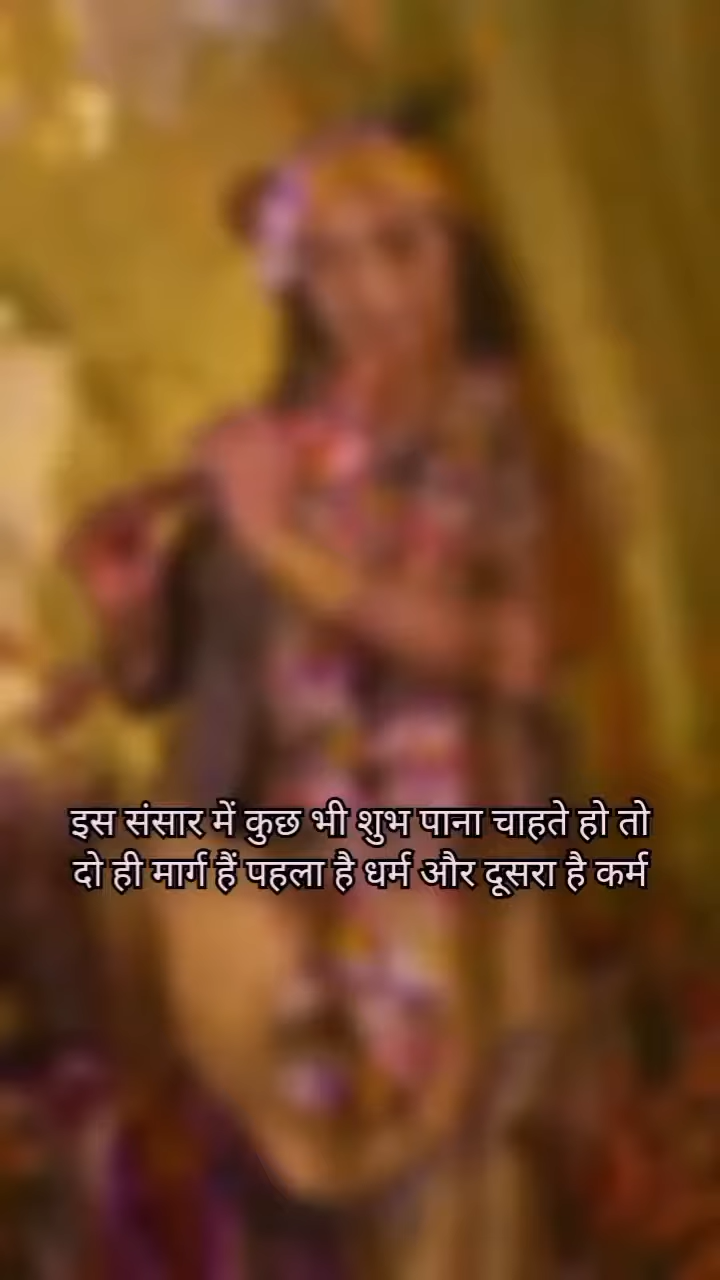 इस संसार में कुछ भी शुभ पाना चाहते हो तो
दो ही मार्ग हैं पहला है धर्म और दूसरा है कर्म